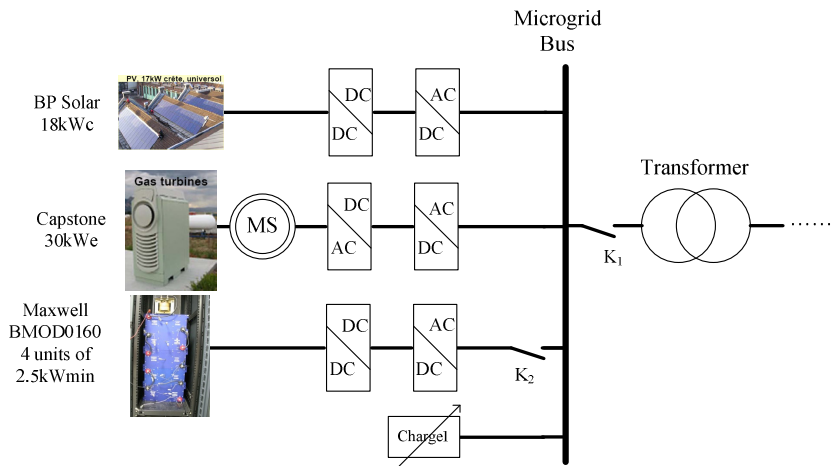 Microgrid
Bus
PV, 17kW crête, universol
BP Solar
18kWc
DC
DC
AC
DC
Transformer
Gas turbines
Capstone
30kWe
MS
DC
AC
AC
DC
K1
Maxwell
BMOD0160
4 units of
2.5kWmin
DC
DC
AC
DC
K2
Chargel